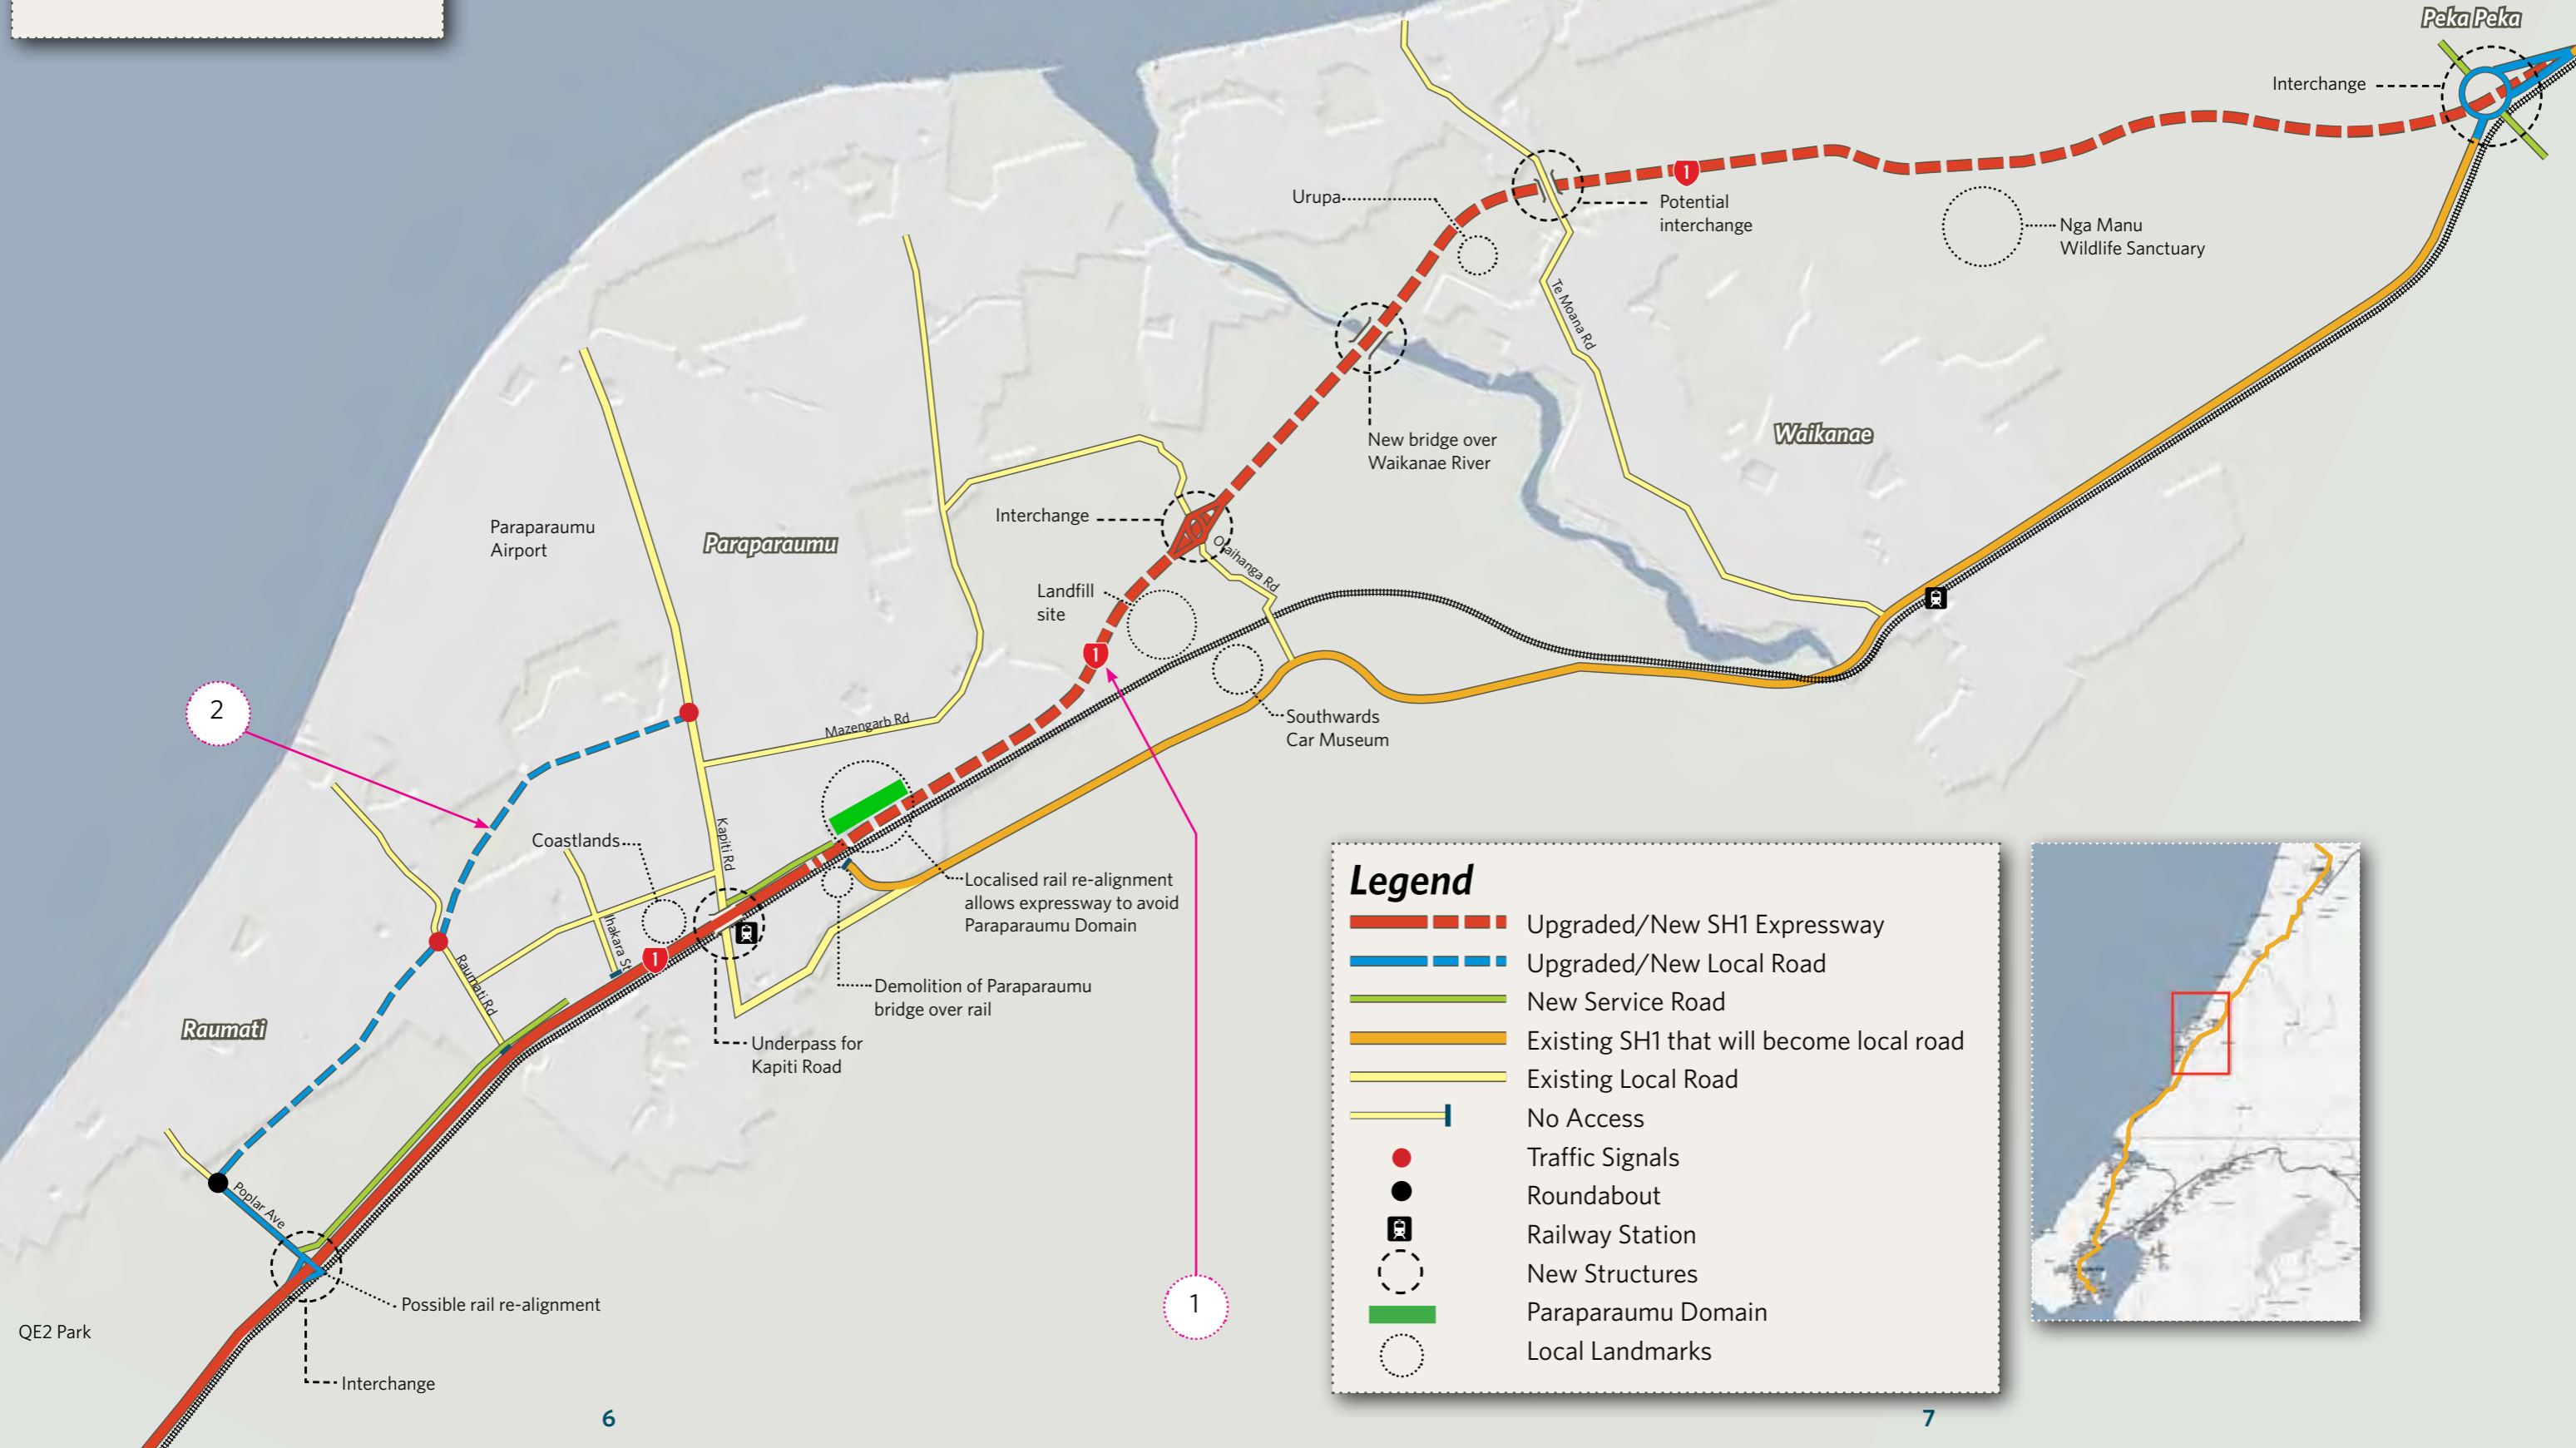 Peka Peka
Interchange
Urupa
1
Potential
interchange
Nga Manu
Wildlife Sanctuary
Te Moana Rd
New bridge over
Waikanae River
Waikanae
Paraparaumu
Airport
Paraparaumu
Interchange
Otaihanga Rd
Landfill
site
1
Southwards
Car Museum
2
Mazengarb Rd
Coastlands
Kapiti Rd
Localised rail re-alignment
allows expressway to avoid
Paraparaumu Domain
Ihakara St
1
Raumati Rd
Demolition of Paraparaumu
bridge over rail
Raumati
Underpass for
Kapiti Road
Poplar Ave
Possible rail re-alignment
QE2 Park
Interchange
1
Legend
Upgraded/New SH1 Expressway
Upgraded/New Local Road
New Service Road
Existing SH1 that will become local road
Existing Local Road
No Access
Traffic Signals
Roundabout
Railway Station
New Structures
Paraparaumu Domain
Local Landmarks
6
7